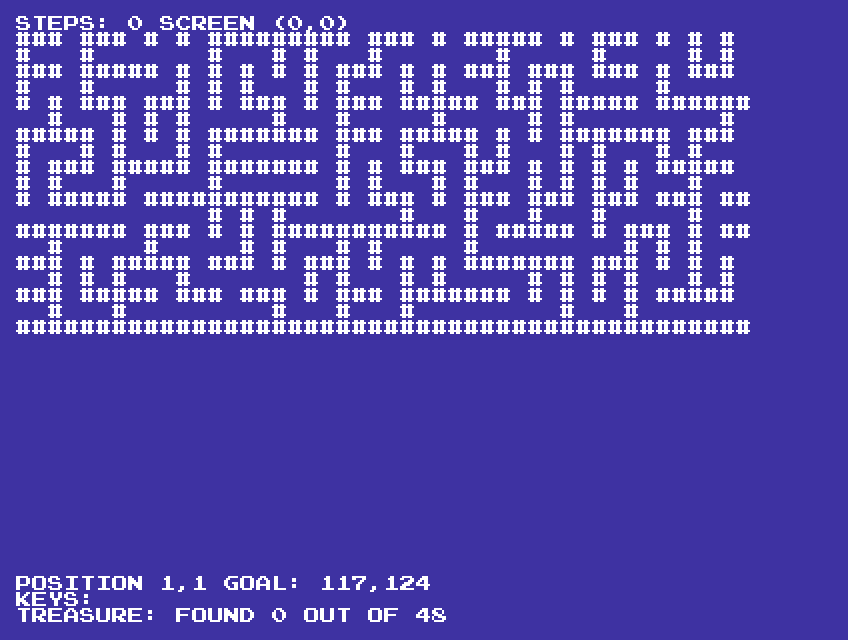 STEPS: 0 SCREEN (0,0)
POSITION 1,1 GOAL: 117,124
KEYS:
TREASURE: FOUND 0 OUT OF 48